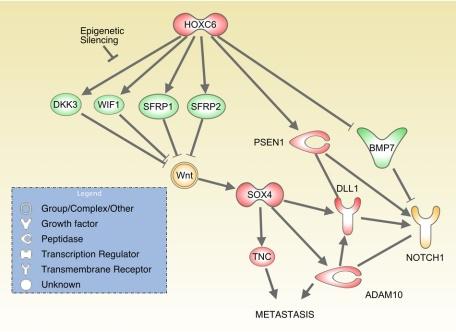 HOXC6
Epigenetic
Silencing
DKK3
WIF1
SFRP1
SFRP2
PSEN1
BMP7
Wnt
DLL1
SOX4
NOTCH1
TNC
ADAM10
METASTASIS
Legend
Group/Complex/Other
Growth factor
Peptidase
Transcription Regulator
Transmembrane Receptor
Unknown